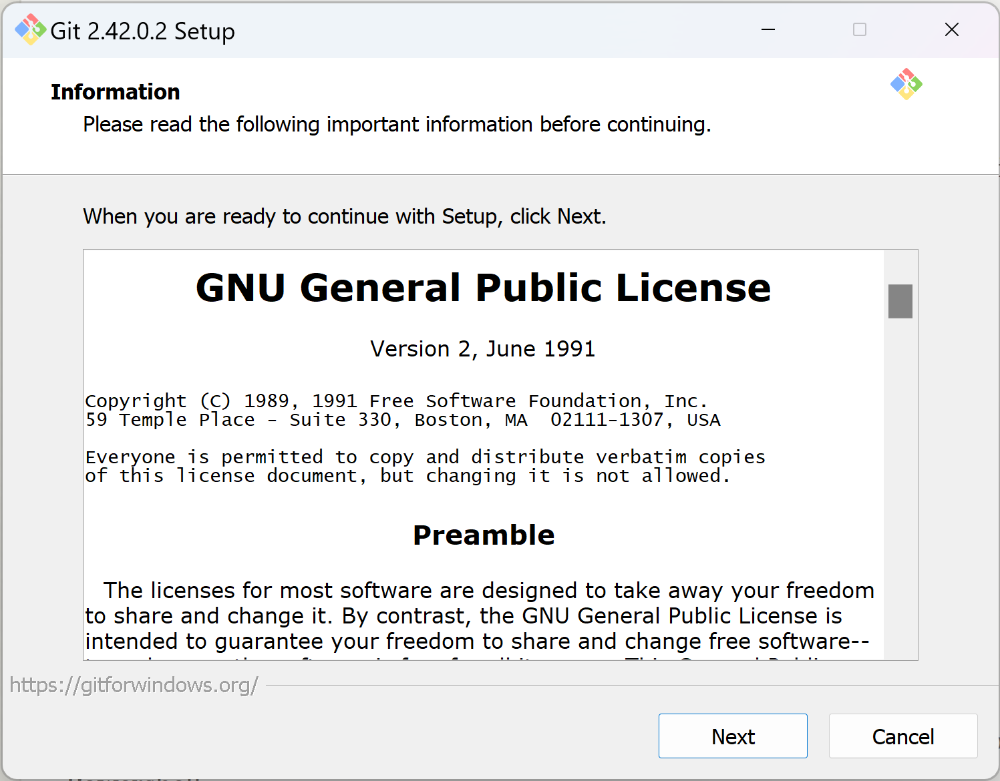 Git 2.42.0.2 Setup
Information
Please read the following important information before continuing.
When you are ready to continue with Setup, click Next.
GNU General Public License
Version 2, June 1991
Copyright (C) 1989, 1991 Free Software Foundation, Inc.
59 Temple Place - Suite 330, Boston, MA  02111-1307, USA
Everyone is permitted to copy and distribute verbatim copies
of this license document, but changing it is not allowed.
Preamble
The licenses for most software are designed to take away your freedom
to share and change it. By contrast, the GNU General Public License is
intended to guarantee your freedom to share and change free software--
https://gitforwindows.org/
Next
Cancel